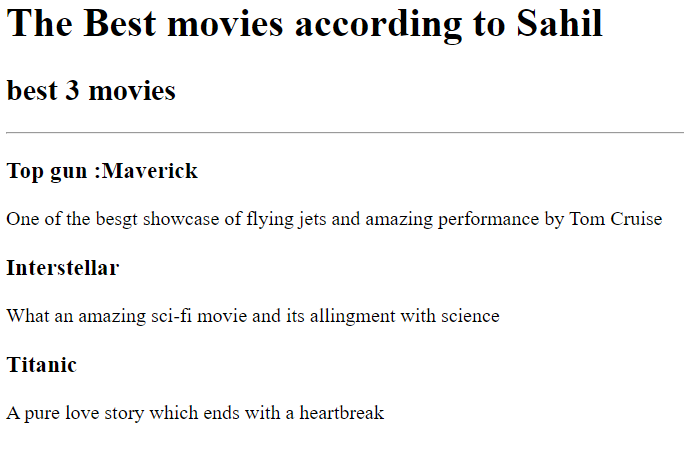 The Best movies according to Sahil
best 3 movies
Top gun :Maverick
One of the besgt showcase of flying jets and amazing performance by Tom Cruise
Interstellar
What an amazing sci-fi movie and its allingment with science
Titanic
A pure love story which ends with a heartbreak